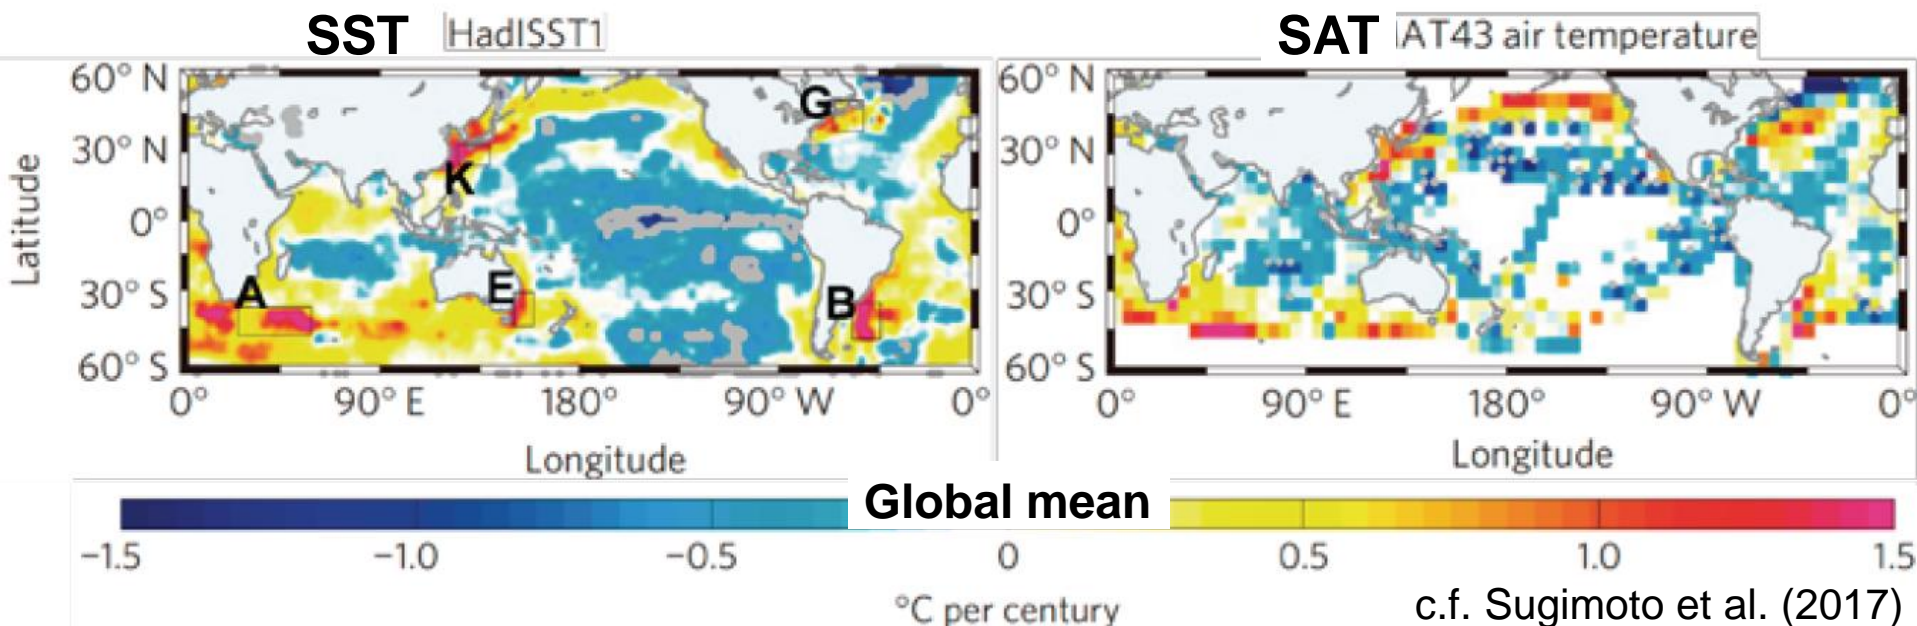 SST HadISST1
SAT IAT43 air temperature
60° N
30° N
0°
30° S
60° S
Latitude
G
K
A
E
B
0° 90° E 180° 90° W 0°
Longitude
60° N
30° N
0°
30° S
60° S
0° 90° E 180° 90° W 0°
Longitude
Global mean
−1.5 −1.0 −0.5 0 0.5 1.0 1.5
°C per century
c.f. Sugimoto et al. (2017)